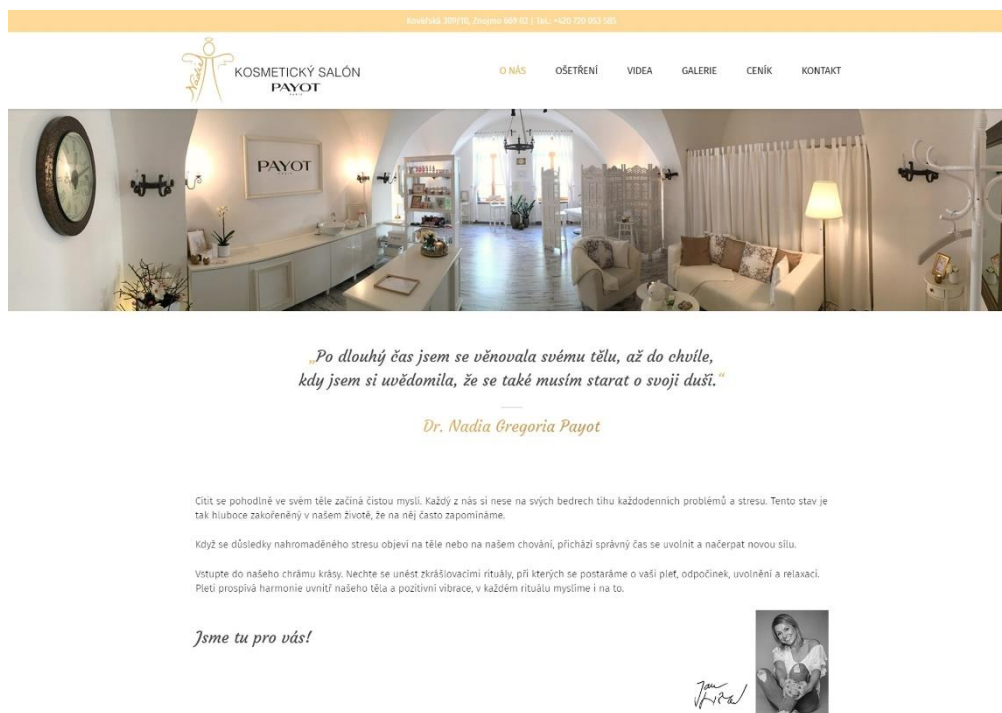 Kovářská 309/10, Znojmo 669 02 | Tel.: +420 720 053 585
Nadie
KOSMETICKÝ SALÓN
PAYOT
PARIS
O NÁS OŠETŘENÍ VIDEA GALERIE CENÍK KONTAKT
PAYOT
„Po dlouhý čas jsem se věnovala svému tělu, až do chvíle,
kdy jsem si uvědomila, že se také musím starat o svoji duši.“
Dr. Nadia Gregoria Payot
Cítit se pohodlně ve svém těle začíná čistou myslí. Každý z nás si nese na svých bedrech tíhu každodenních problémů a stresu. Tento stav je
tak hluboce zakořeněný v našem životě, že na něj často zapomínáme.
Když se důsledky nahromaděného stresu objeví na těle nebo na našem chování, přichází správný čas se uvolnit a načerpat novou sílu.
Vstupte do našeho chrámu krásy. Nechte se unést zkrášlovacími rituály, při kterých se postaráme o vaši pleť, odpočinek, uvolnění a relaxaci.
Pleti prospívá harmonie uvnitř našeho těla a pozitivní vibrace, v každém rituálu myslíme i na to.
Jsme tu pro vás!